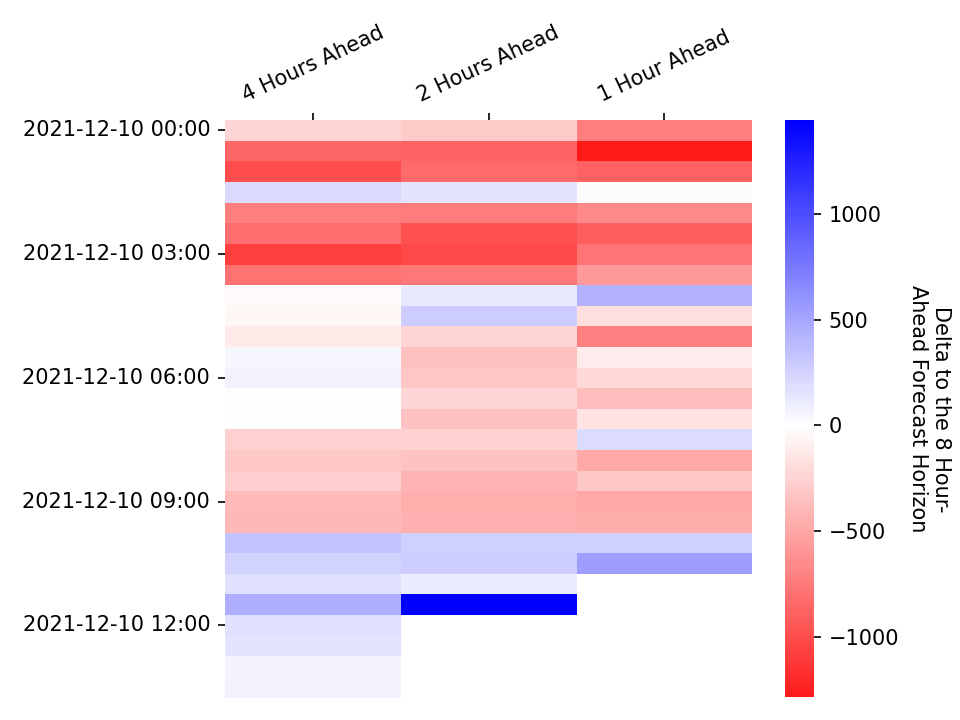 4 Hours Ahead
2 Hours Ahead
1 Hour Ahead
2021-12-10 00:00
2021-12-10 03:00
2021-12-10 06:00
2021-12-10 09:00
2021-12-10 12:00
1000
500
0
−500
−1000
Delta to the 8 Hour-
Ahead Forecast Horizon